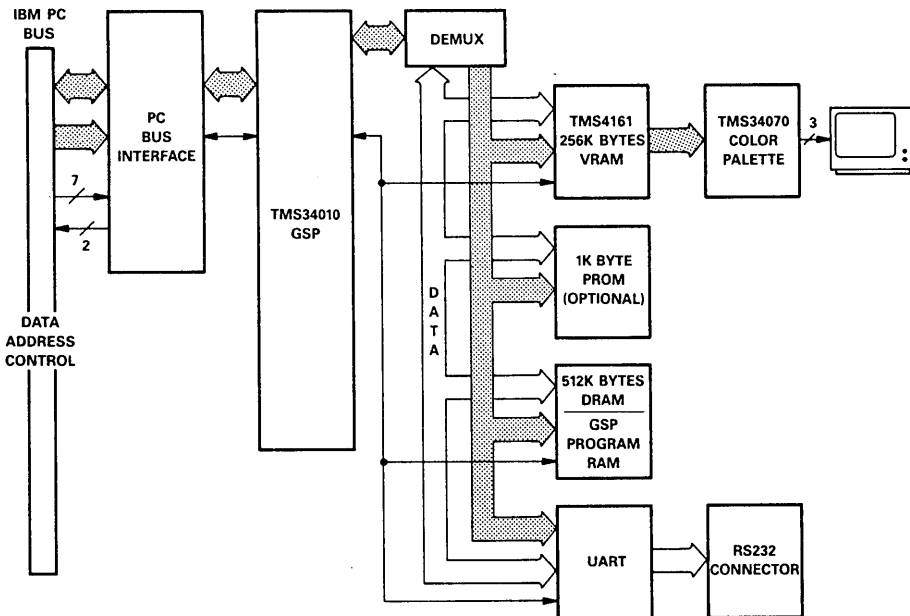 IBM PC
BUS
DATA
ADDRESS
CONTROL
7
2
PC
BUS
INTERFACE
TMS34010
GSP
DEMUX
DATA
TMS4161
256K BYTES
VRAM
TMS34070
COLOR
PALETTE
3
1K BYTE
PROM
(OPTIONAL)
512K BYTES
DRAM
GSP
PROGRAM
RAM
UART
RS232
CONNECTOR